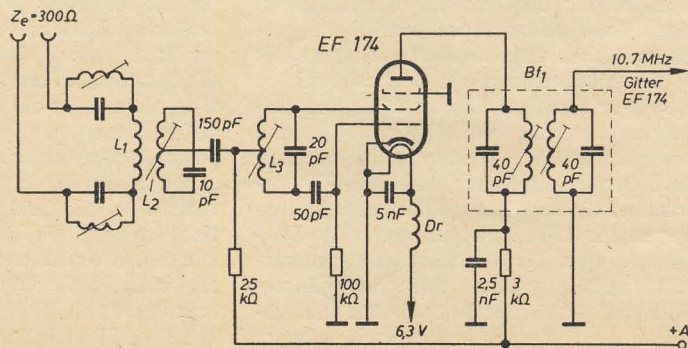 Ze=300Ω
EF 174
Bf1
10,7 MHz
Gitter
EF 174
L1
L2
150 pF
10
pF
L3
20
pF
50 pF
5 nF
Dr
40
pF
40
pF
25
kΩ
100
kΩ
6,3 V
2,5
nF
3
kΩ
+A